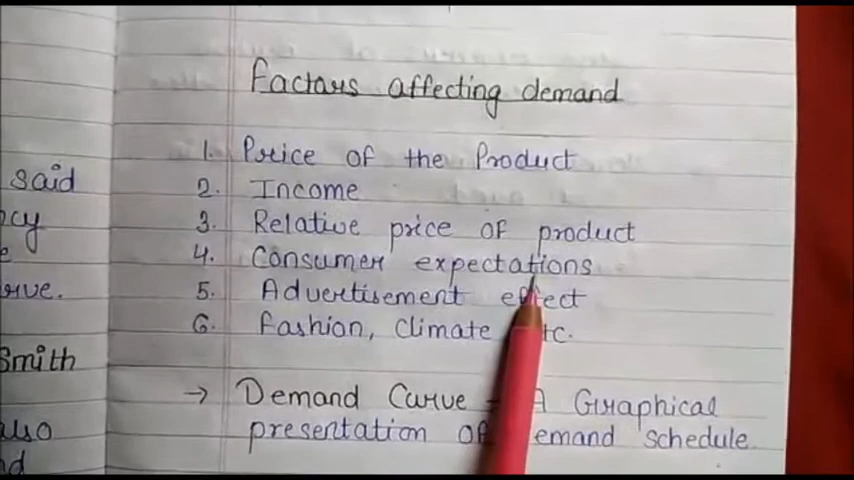 Factors affecting demand
1. Price of the Product
said
2. Income
3. Relative price of product
4. Consumer expectations
5. Advertisement effect
6. Fashion, Climate etc.
Smith
→ Demand Curve - A Graphical
also
presentation of demand schedule